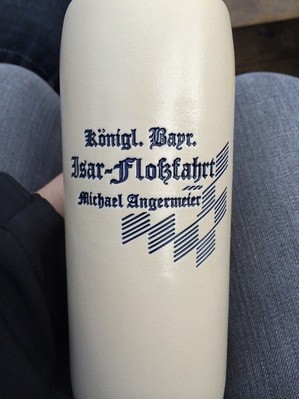 Königl. Bayr.
Isar-Floßfahrt
Michael Angermeier